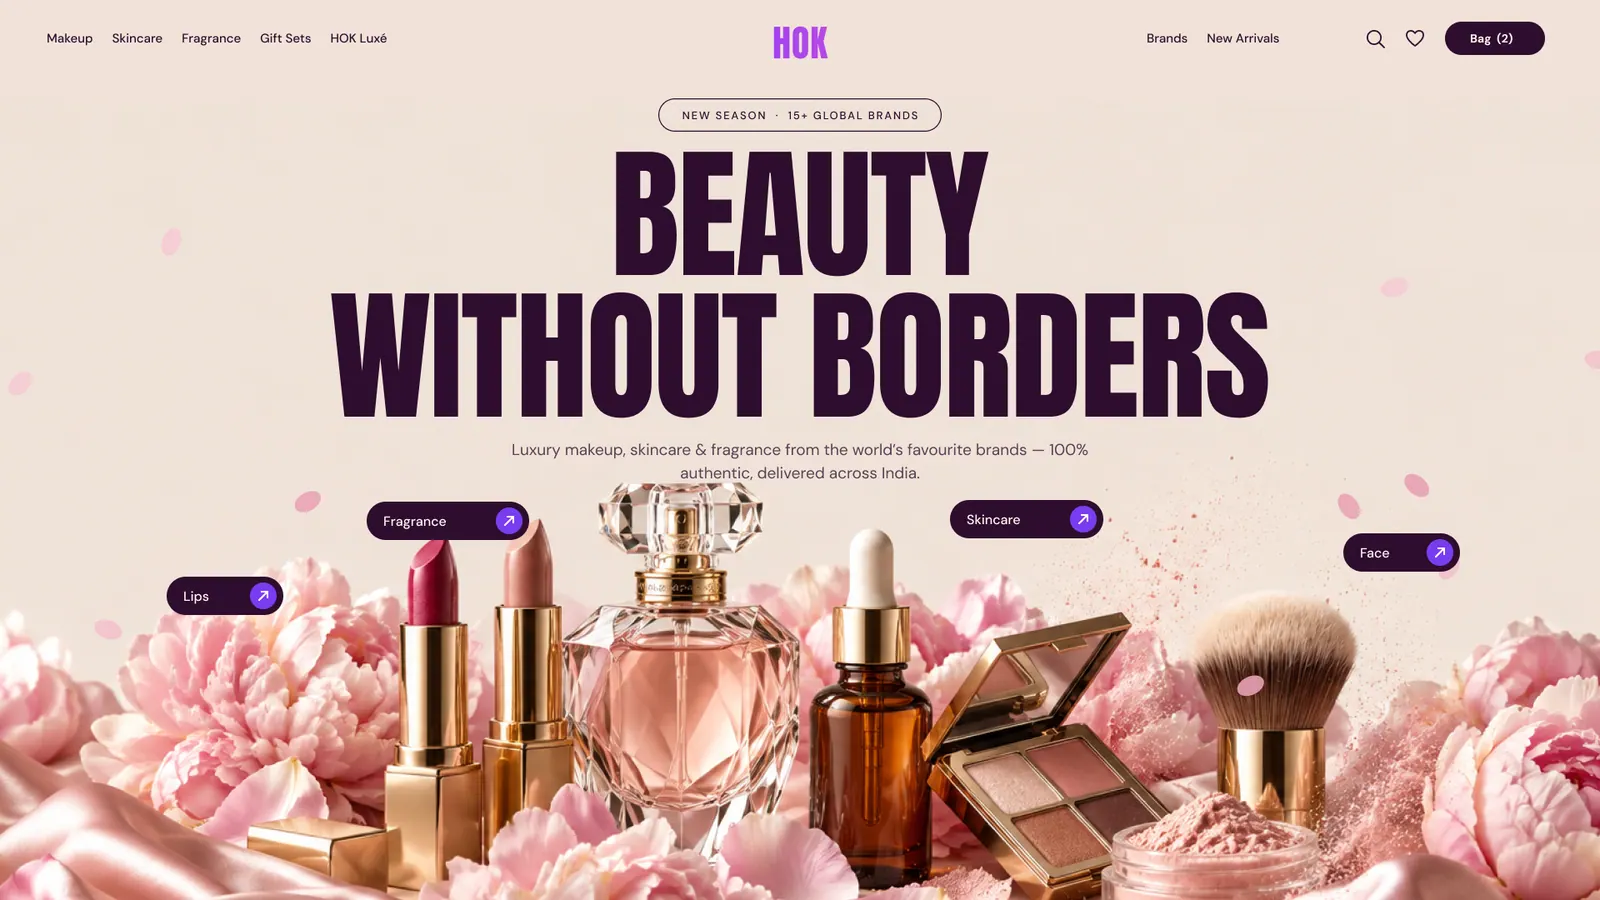 Makeup Skincare Fragrance Gift Sets HOK Luxé HOK Brands New Arrivals Bag (2)
NEW SEASON · 15+ GLOBAL BRANDS
BEAUTY
WITHOUT BORDERS
Luxury makeup, skincare & fragrance from the world’s favourite brands — 100%
authentic, delivered across India.
Fragrance
Skincare
Face
Lips